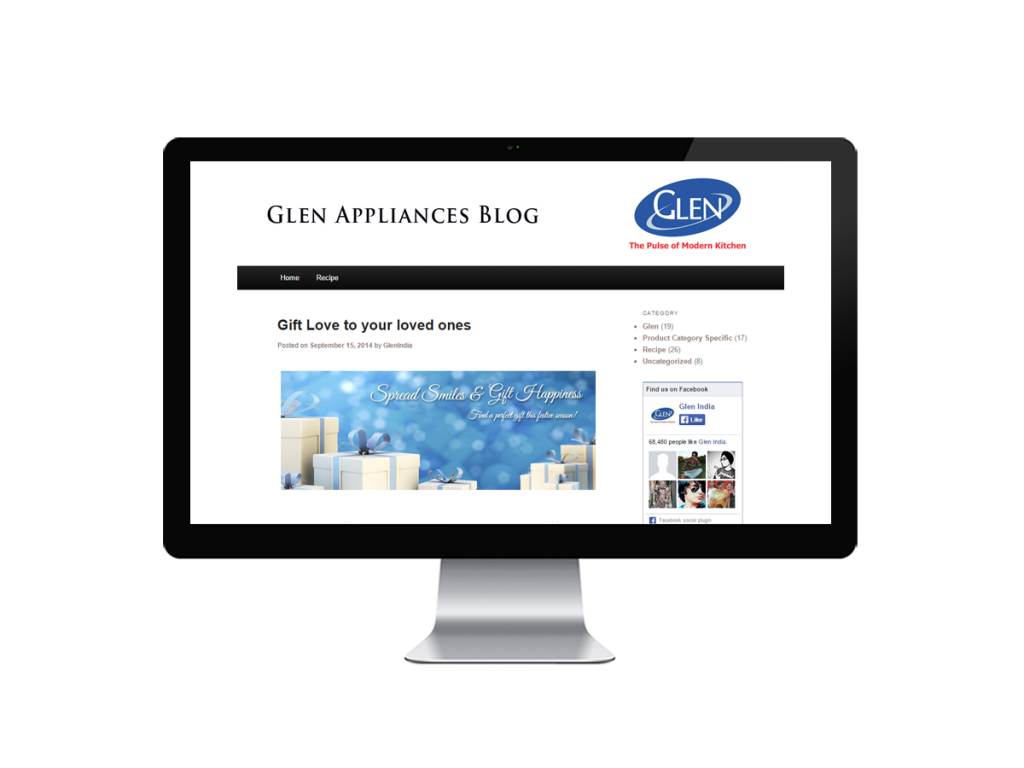 GLEN APPLIANCES BLOG
GLEN
The Pulse of Modern Kitchen
Home Recipe
Gift Love to your loved ones
Posted on September 15, 2014 by GlenIndia
Spread Smiles & Gift Happiness
Find a perfect gift this festive season!
CATEGORY
• Glen (19)
• Product Category Specific (17)
• Recipe (26)
• Uncategorized (8)
Find us on Facebook
GLEN
Glen India
Like
68,480 people like Glen India.
Facebook social plugin